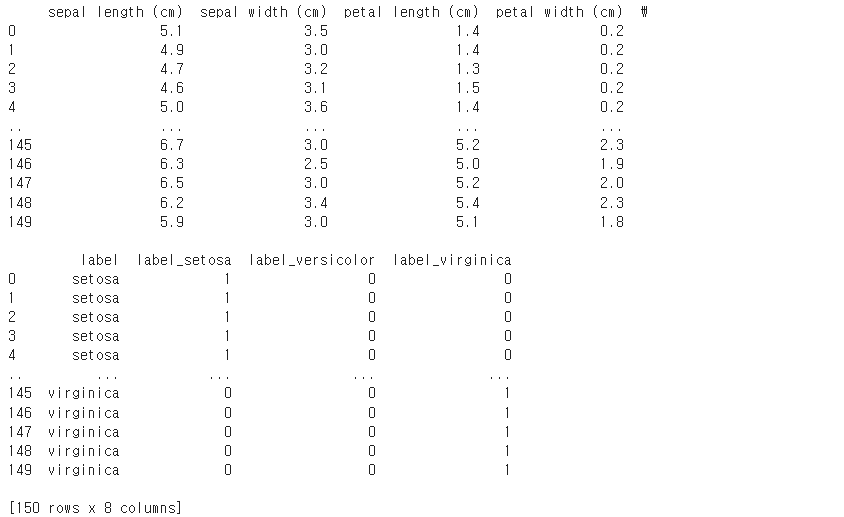 sepal length (cm)  sepal width (cm)  petal length (cm)  petal width (cm)  ₩
0                  5.1               3.5                1.4               0.2
1                  4.9               3.0                1.4               0.2
2                  4.7               3.2                1.3               0.2
3                  4.6               3.1                1.5               0.2
4                  5.0               3.6                1.4               0.2
..                 ...               ...                ...               ...
145                6.7               3.0                5.2               2.3
146                6.3               2.5                5.0               1.9
147                6.5               3.0                5.2               2.0
148                6.2               3.4                5.4               2.3
149                5.9               3.0                5.1               1.8
label  label_setosa  label_versicolor  label_virginica
0       setosa             1                 0                0
1       setosa             1                 0                0
2       setosa             1                 0                0
3       setosa             1                 0                0
4       setosa             1                 0                0
..         ...           ...               ...              ...
145  virginica             0                 0                1
146  virginica             0                 0                1
147  virginica             0                 0                1
148  virginica             0                 0                1
149  virginica             0                 0                1
[150 rows x 8 columns]